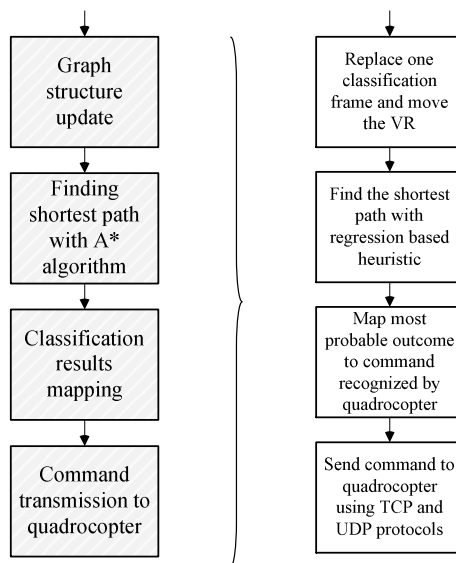 Graph
structure
update
Finding
shortest path
with A*
algorithm
Classification
results
mapping
Command
transmission to
quadrocopter
Replace one
classification
frame and move
the VR
Find the shortest
path with
regression based
heuristic
Map most
probable outcome
to command
recognized by
quadrocopter
Send command to
quadrocopter
using TCP and
UDP protocols